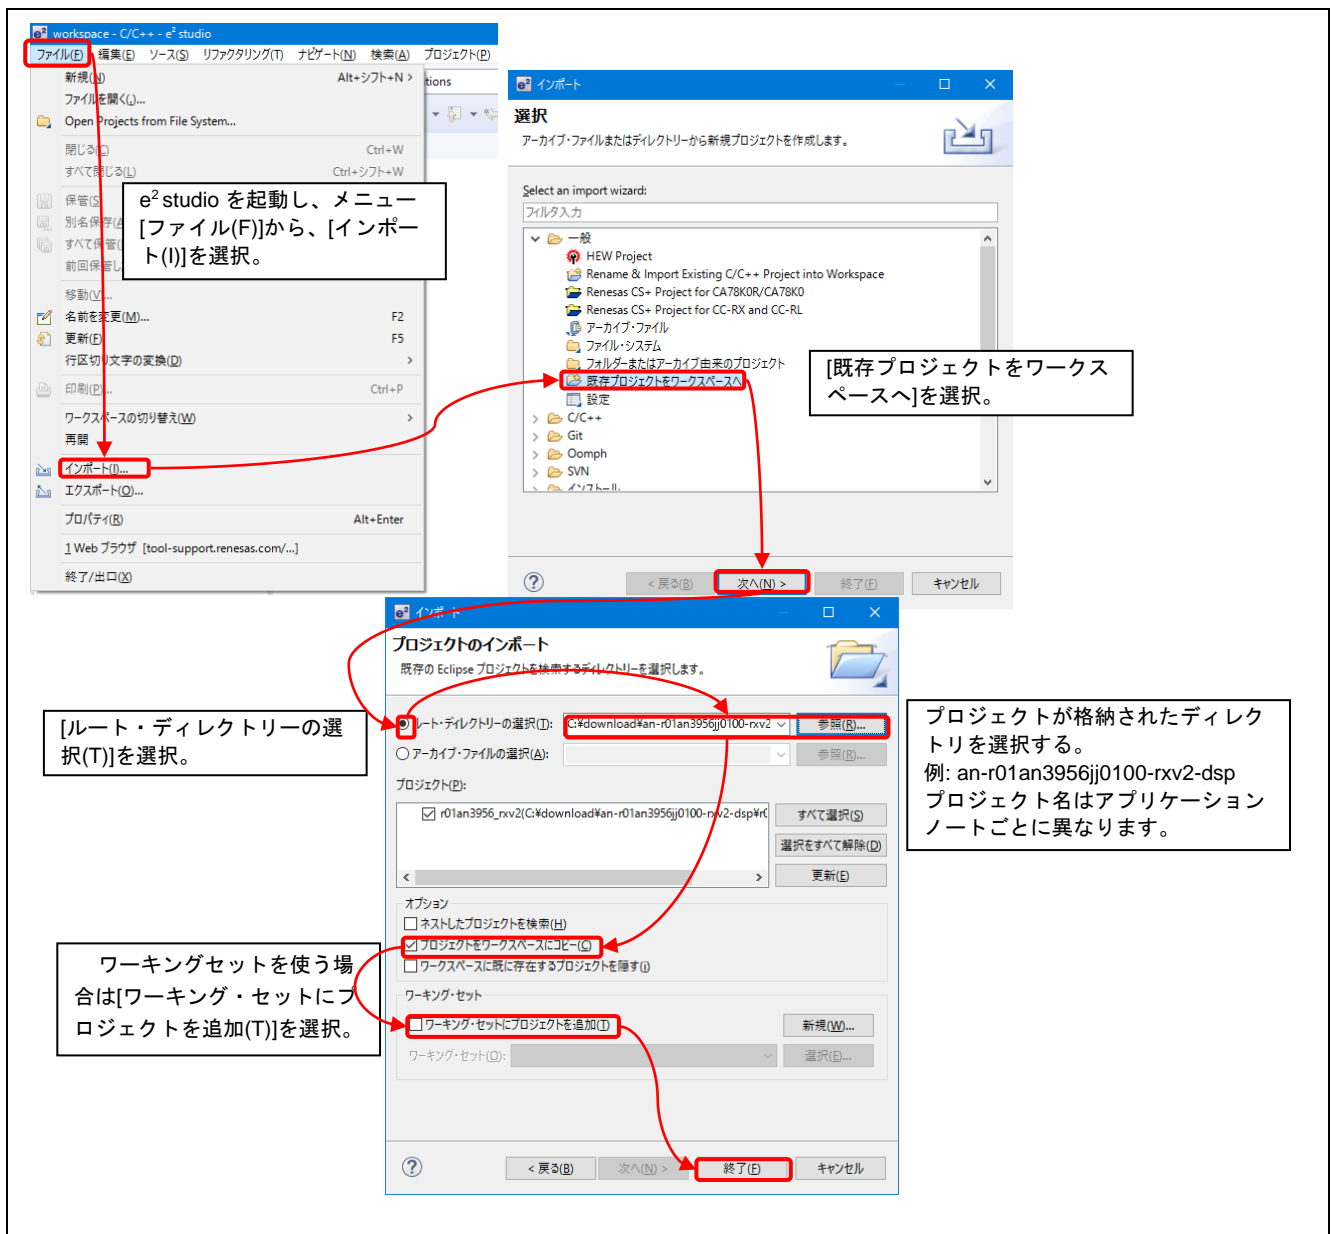 workspace - C/C++ - e² studio
ファイル(F) 編集(E) ソース(S) リファクタリング(T) ナビゲート(N) 検索(A) プロジェクト(P)
新規(N) Alt+シフト+N >
ファイルを開く(.)...
Open Projects from File System...
閉じる(C) Ctrl+W
すべて閉じる(L) Ctrl+シフト+W
保管(S)
別名保存(A
すべて保管(
前回保管し
移動(V)...
名前を変更(M)... F2
更新(F) F5
行区切り文字の変換(D) >
印刷(P)... Ctrl+P
ワークスペースの切り替え(W) >
再開
インポート(I)...
エクスポート(O)...
プロパティ(R) Alt+Enter
1 Web ブラウザ [tool-support.renesas.com/...]
終了/出口(X)
tions
e² studio を起動し、メニュー
[ファイル(F)]から、[インポー
ト(I)]を選択。
インポート
選択
アーカイブ・ファイルまたはディレクトリーから新規プロジェクトを作成します。
Select an import wizard:
フィルタ入力
一般
HEW Project
Rename & Import Existing C/C++ Project into Workspace
Renesas CS+ Project for CA78K0R/CA78K0
Renesas CS+ Project for CC-RX and CC-RL
アーカイブ・ファイル
ファイル・システム
フォルダーまたはアーカイブ由来のプロジェクト
既存プロジェクトをワークスペースへ
設定
C/C++
Git
Oomph
SVN
インストール
< 戻る(B) 次へ(N) > 終了(F) キャンセル
[既存プロジェクトをワークス
ペースへ]を選択。
インポート
プロジェクトのインポート
既存の Eclipse プロジェクトを検索するディレクトリーを選択します。
ルート・ディレクトリーの選択(T): C:¥download¥an-r01an3956jj0100-rxv2 参照(R)...
アーカイブ・ファイルの選択(A): 参照(R)...
プロジェクト(P):
r01an3956_rxv2(C:¥download¥an-r01an3956jj0100-rxv2-dsp¥r0
すべて選択(S)
選択をすべて解除(D)
更新(E)
オプション
ネストしたプロジェクトを検索(H)
プロジェクトをワークスペースにコピー(C)
ワークスペースに既に存在するプロジェクトを隠す(i)
ワーキング・セット
ワーキング・セットにプロジェクトを追加(T) 新規(W)...
ワーキング・セット(O): 選択(E)...
< 戻る(B) 次へ(N) > 終了(F) キャンセル
[ルート・ディレクトリーの選
択(T)]を選択。
プロジェクトが格納されたディレク
トリを選択する。
例: an-r01an3956jj0100-rxv2-dsp
プロジェクト名はアプリケーション
ノートごとに異なります。
ワーキングセットを使う場
合は[ワーキング・セットにプ
ロジェクトを追加(T)]を選択。